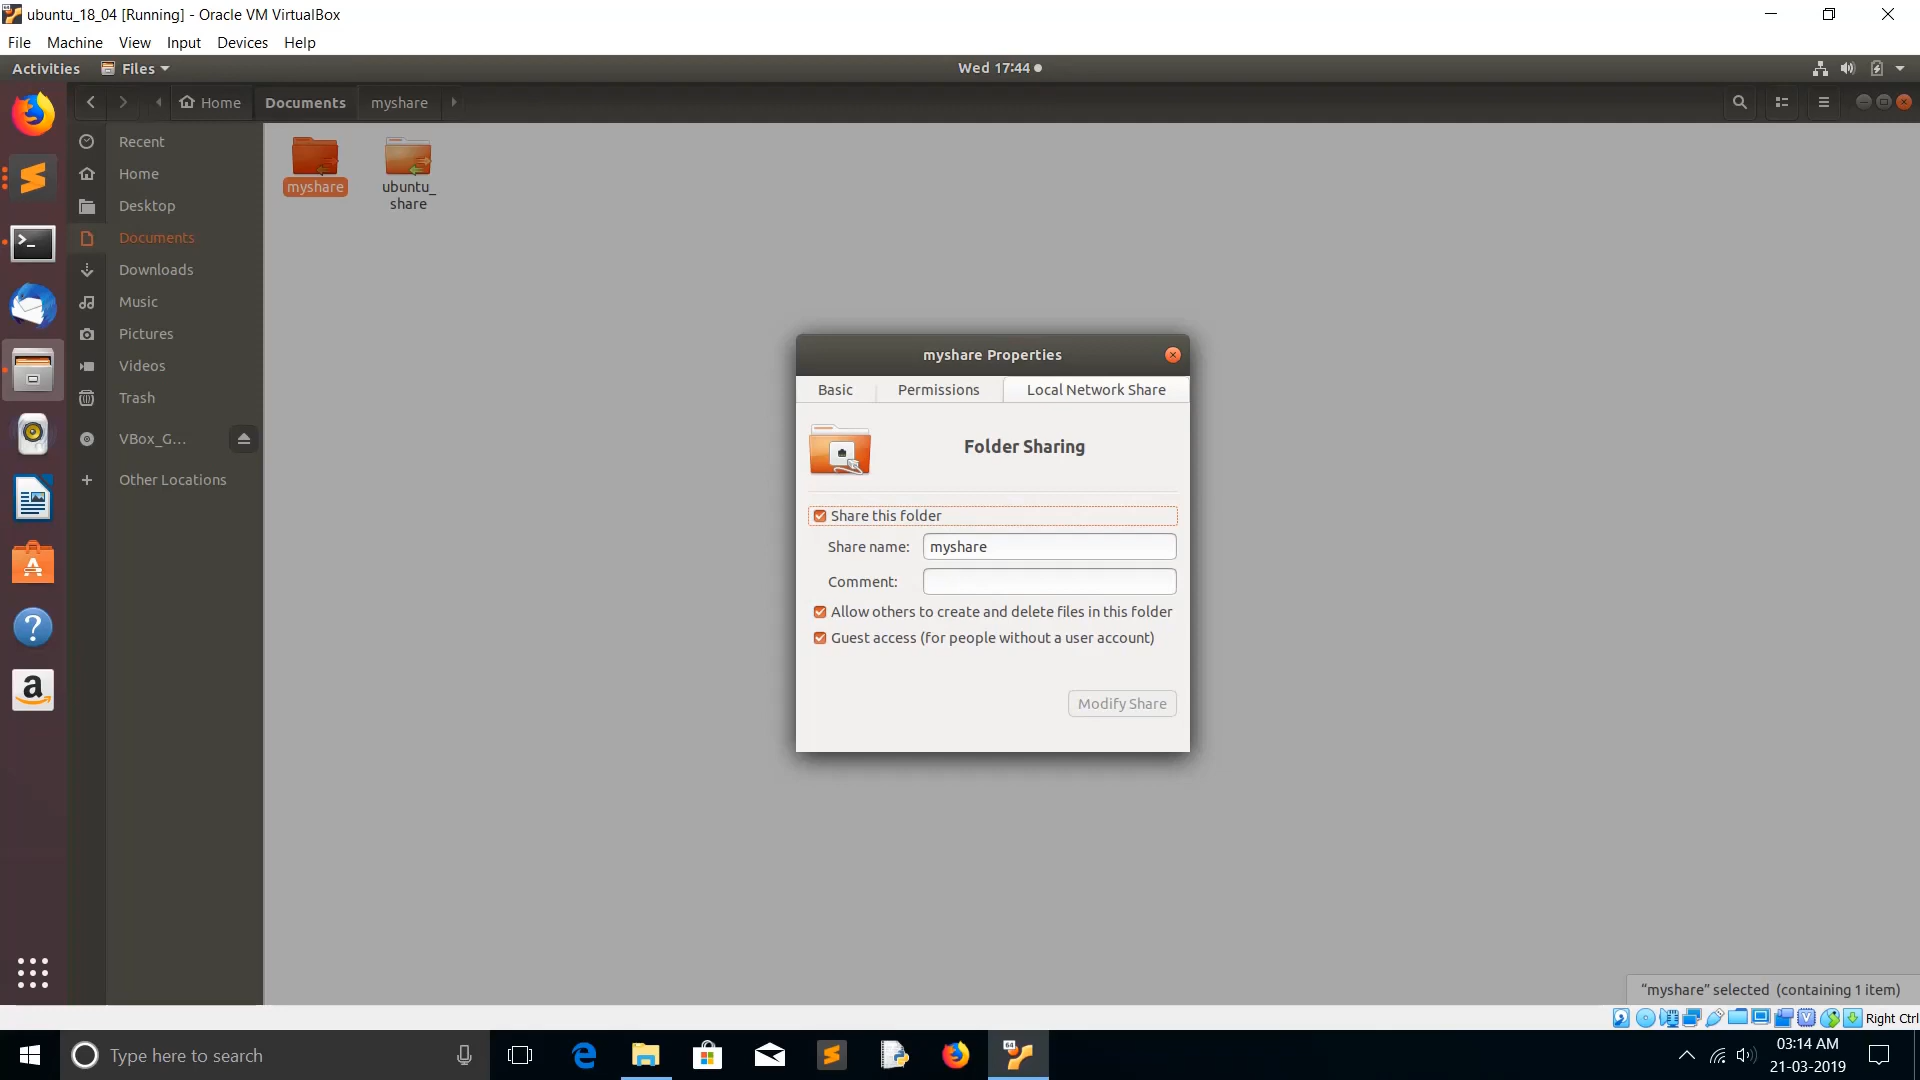 ubuntu_18_04 [Running] - Oracle VM VirtualBox
File Machine View Input Devices Help
Activities Files Wed 17:44
Home Documents myshare
Recent
Home
Desktop
Documents
Downloads
Music
Pictures
Videos
Trash
VBox_G...
Other Locations
myshare
ubuntu_
share
myshare Properties
Basic Permissions Local Network Share
Folder Sharing
Share this folder
Share name: myshare
Comment:
Allow others to create and delete files in this folder
Guest access (for people without a user account)
Modify Share
“myshare” selected (containing 1 item)
Right Ctrl
Type here to search
03:14 AM
21-03-2019